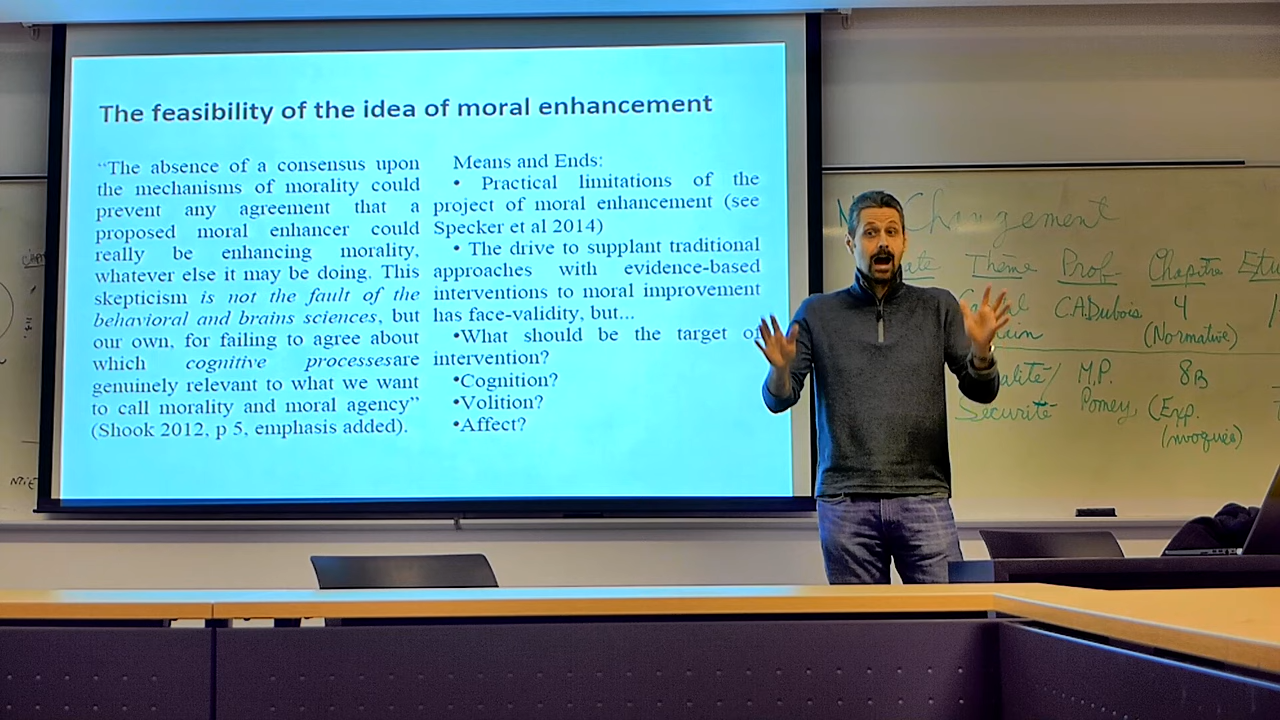 The feasibility of the idea of moral enhancement
“The absence of a consensus upon
the mechanisms of morality could
prevent any agreement that a
proposed moral enhancer could
really be enhancing morality,
whatever else it may be doing. This
skepticism is not the fault of the
behavioral and brains sciences, but
our own, for failing to agree about
which cognitive processesare
genuinely relevant to what we want
to call morality and moral agency”
(Shook 2012, p 5, emphasis added).
Means and Ends:
• Practical limitations of the
project of moral enhancement (see
Specker et al 2014)
• The drive to supplant traditional
approaches with evidence-based
interventions to moral improvement
has face-validity, but...
•What should be the target of
intervention?
•Cognition?
•Volition?
•Affect?
Changement
Thème Prof. Chapitre
C.A.Dubois 4
(Normative)
M.P. 8B
Sécurité Pomey, (Exp.
invoquée)